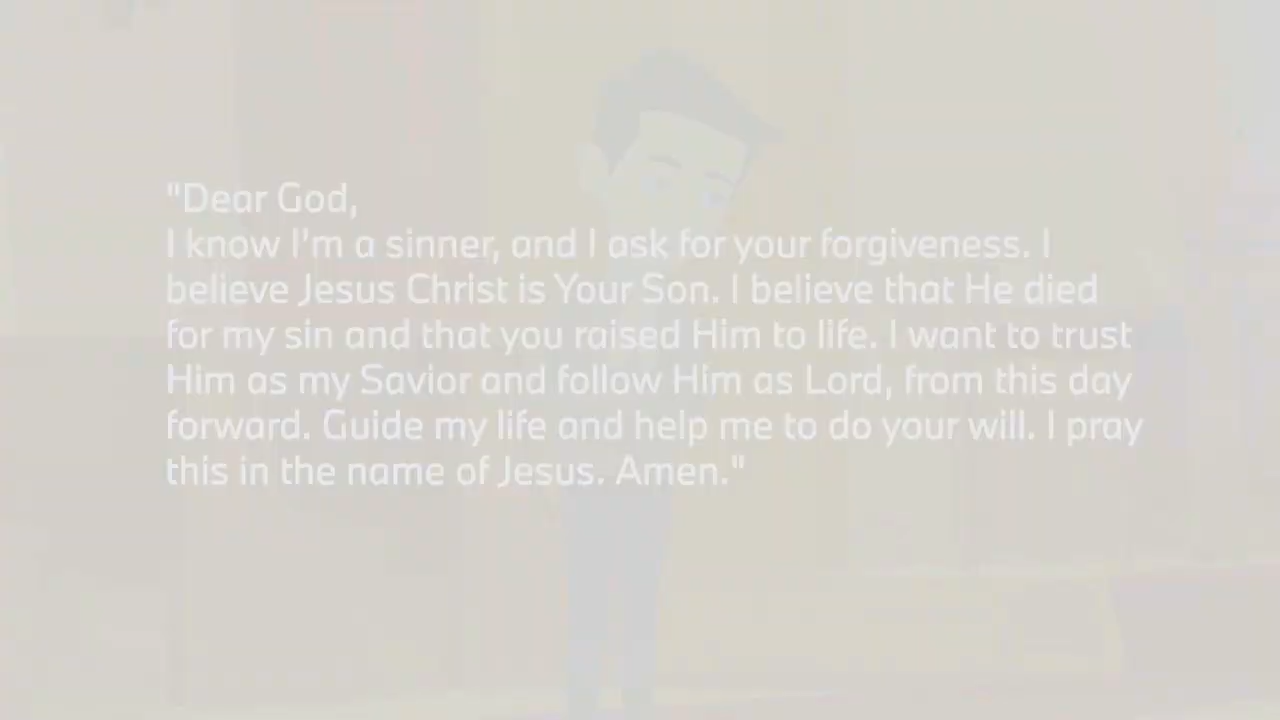 "Dear God,
I know I'm a sinner, and I ask for your forgiveness. I
believe Jesus Christ is Your Son. I believe that He died
for my sin and that you raised Him to life. I want to trust
Him as my Savior and follow Him as Lord, from this day
forward. Guide my life and help me to do your will. I pray
this in the name of Jesus. Amen."